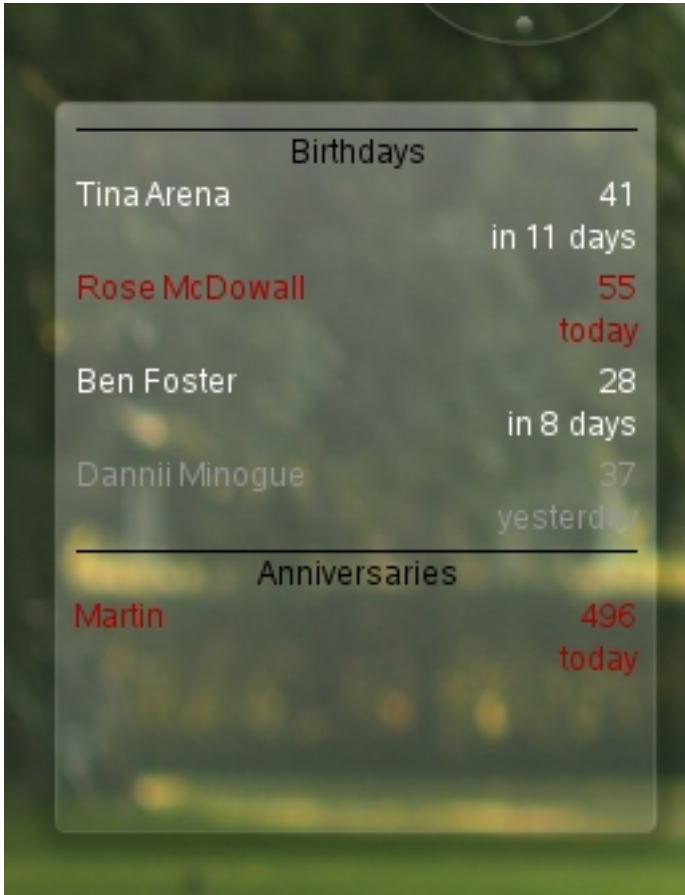 Birthdays
Tina Arena 41
in 11 days
Rose McDowall 55
today
Ben Foster 28
in 8 days
Dannii Minogue 37
yesterday
Anniversaries
Martin 496
today